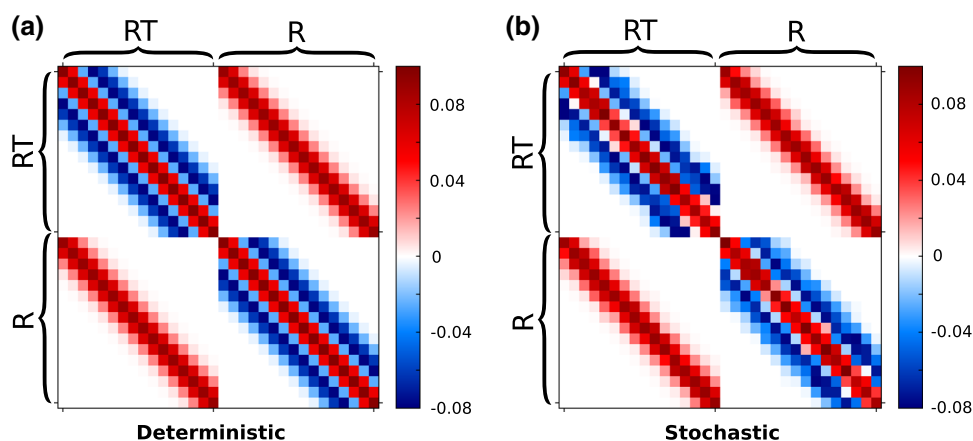 (a)
RT
R
RT
R
0.08
0.04
0
-0.04
-0.08
Deterministic
(b)
RT
R
RT
R
0.08
0.04
0
-0.04
-0.08
Stochastic